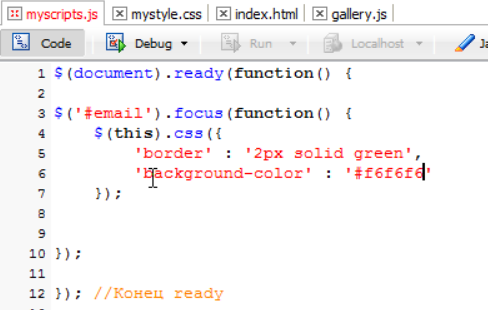 myscripts.js mystyle.css index.html gallery.js
Code Debug Run Localhost Ja
1 $(document).ready(function() {
2
3 $('#email').focus(function() {
4 $(this).css({
5 'border' : '2px solid green',
6 'background-color' : '#f6f6f6'
7 });
8
9
10 });
11
12 }); //Конец ready